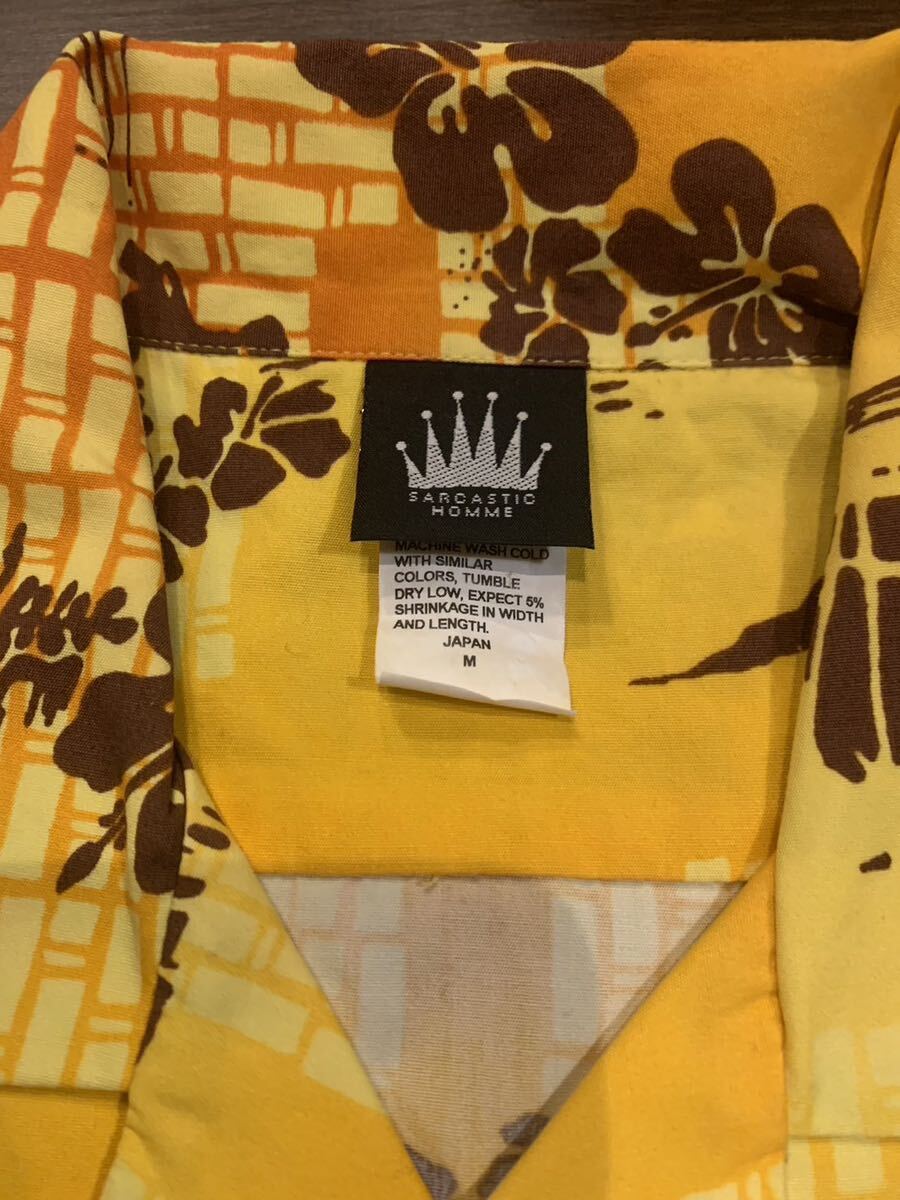 SARCASTIC
HOMME
MACHINE WASH COLD
WITH SIMILAR
COLORS, TUMBLE
DRY LOW, EXPECT 5%
SHRINKAGE IN WIDTH
AND LENGTH.
JAPAN
M